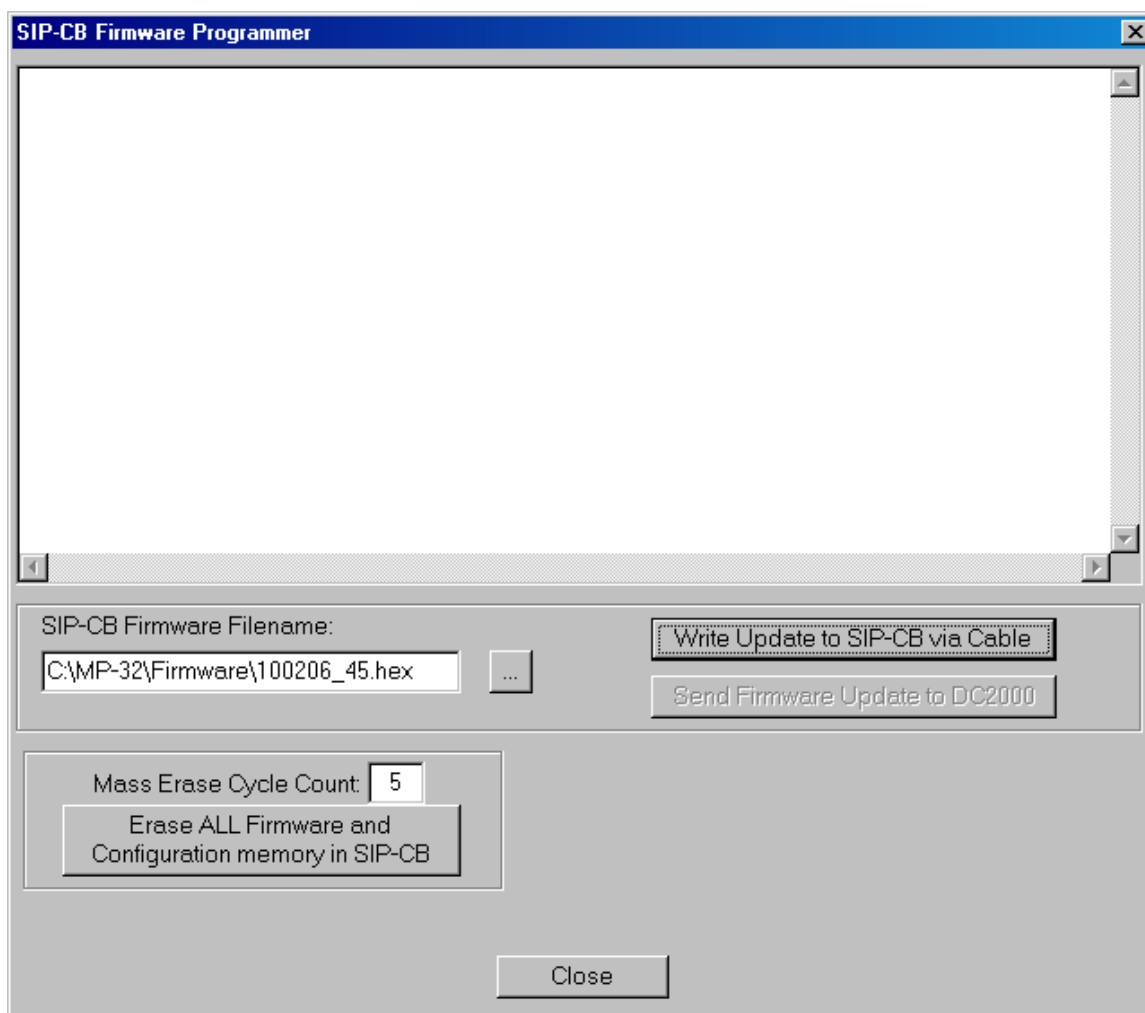 SIP-CB Firmware Programmer
SIP-CB Firmware Filename:
C:\MP-32\Firmware\100206_45.hex
...
Write Update to SIP-CB via Cable
Send Firmware Update to DC2000
Mass Erase Cycle Count: 5
Erase ALL Firmware and
Configuration memory in SIP-CB
Close